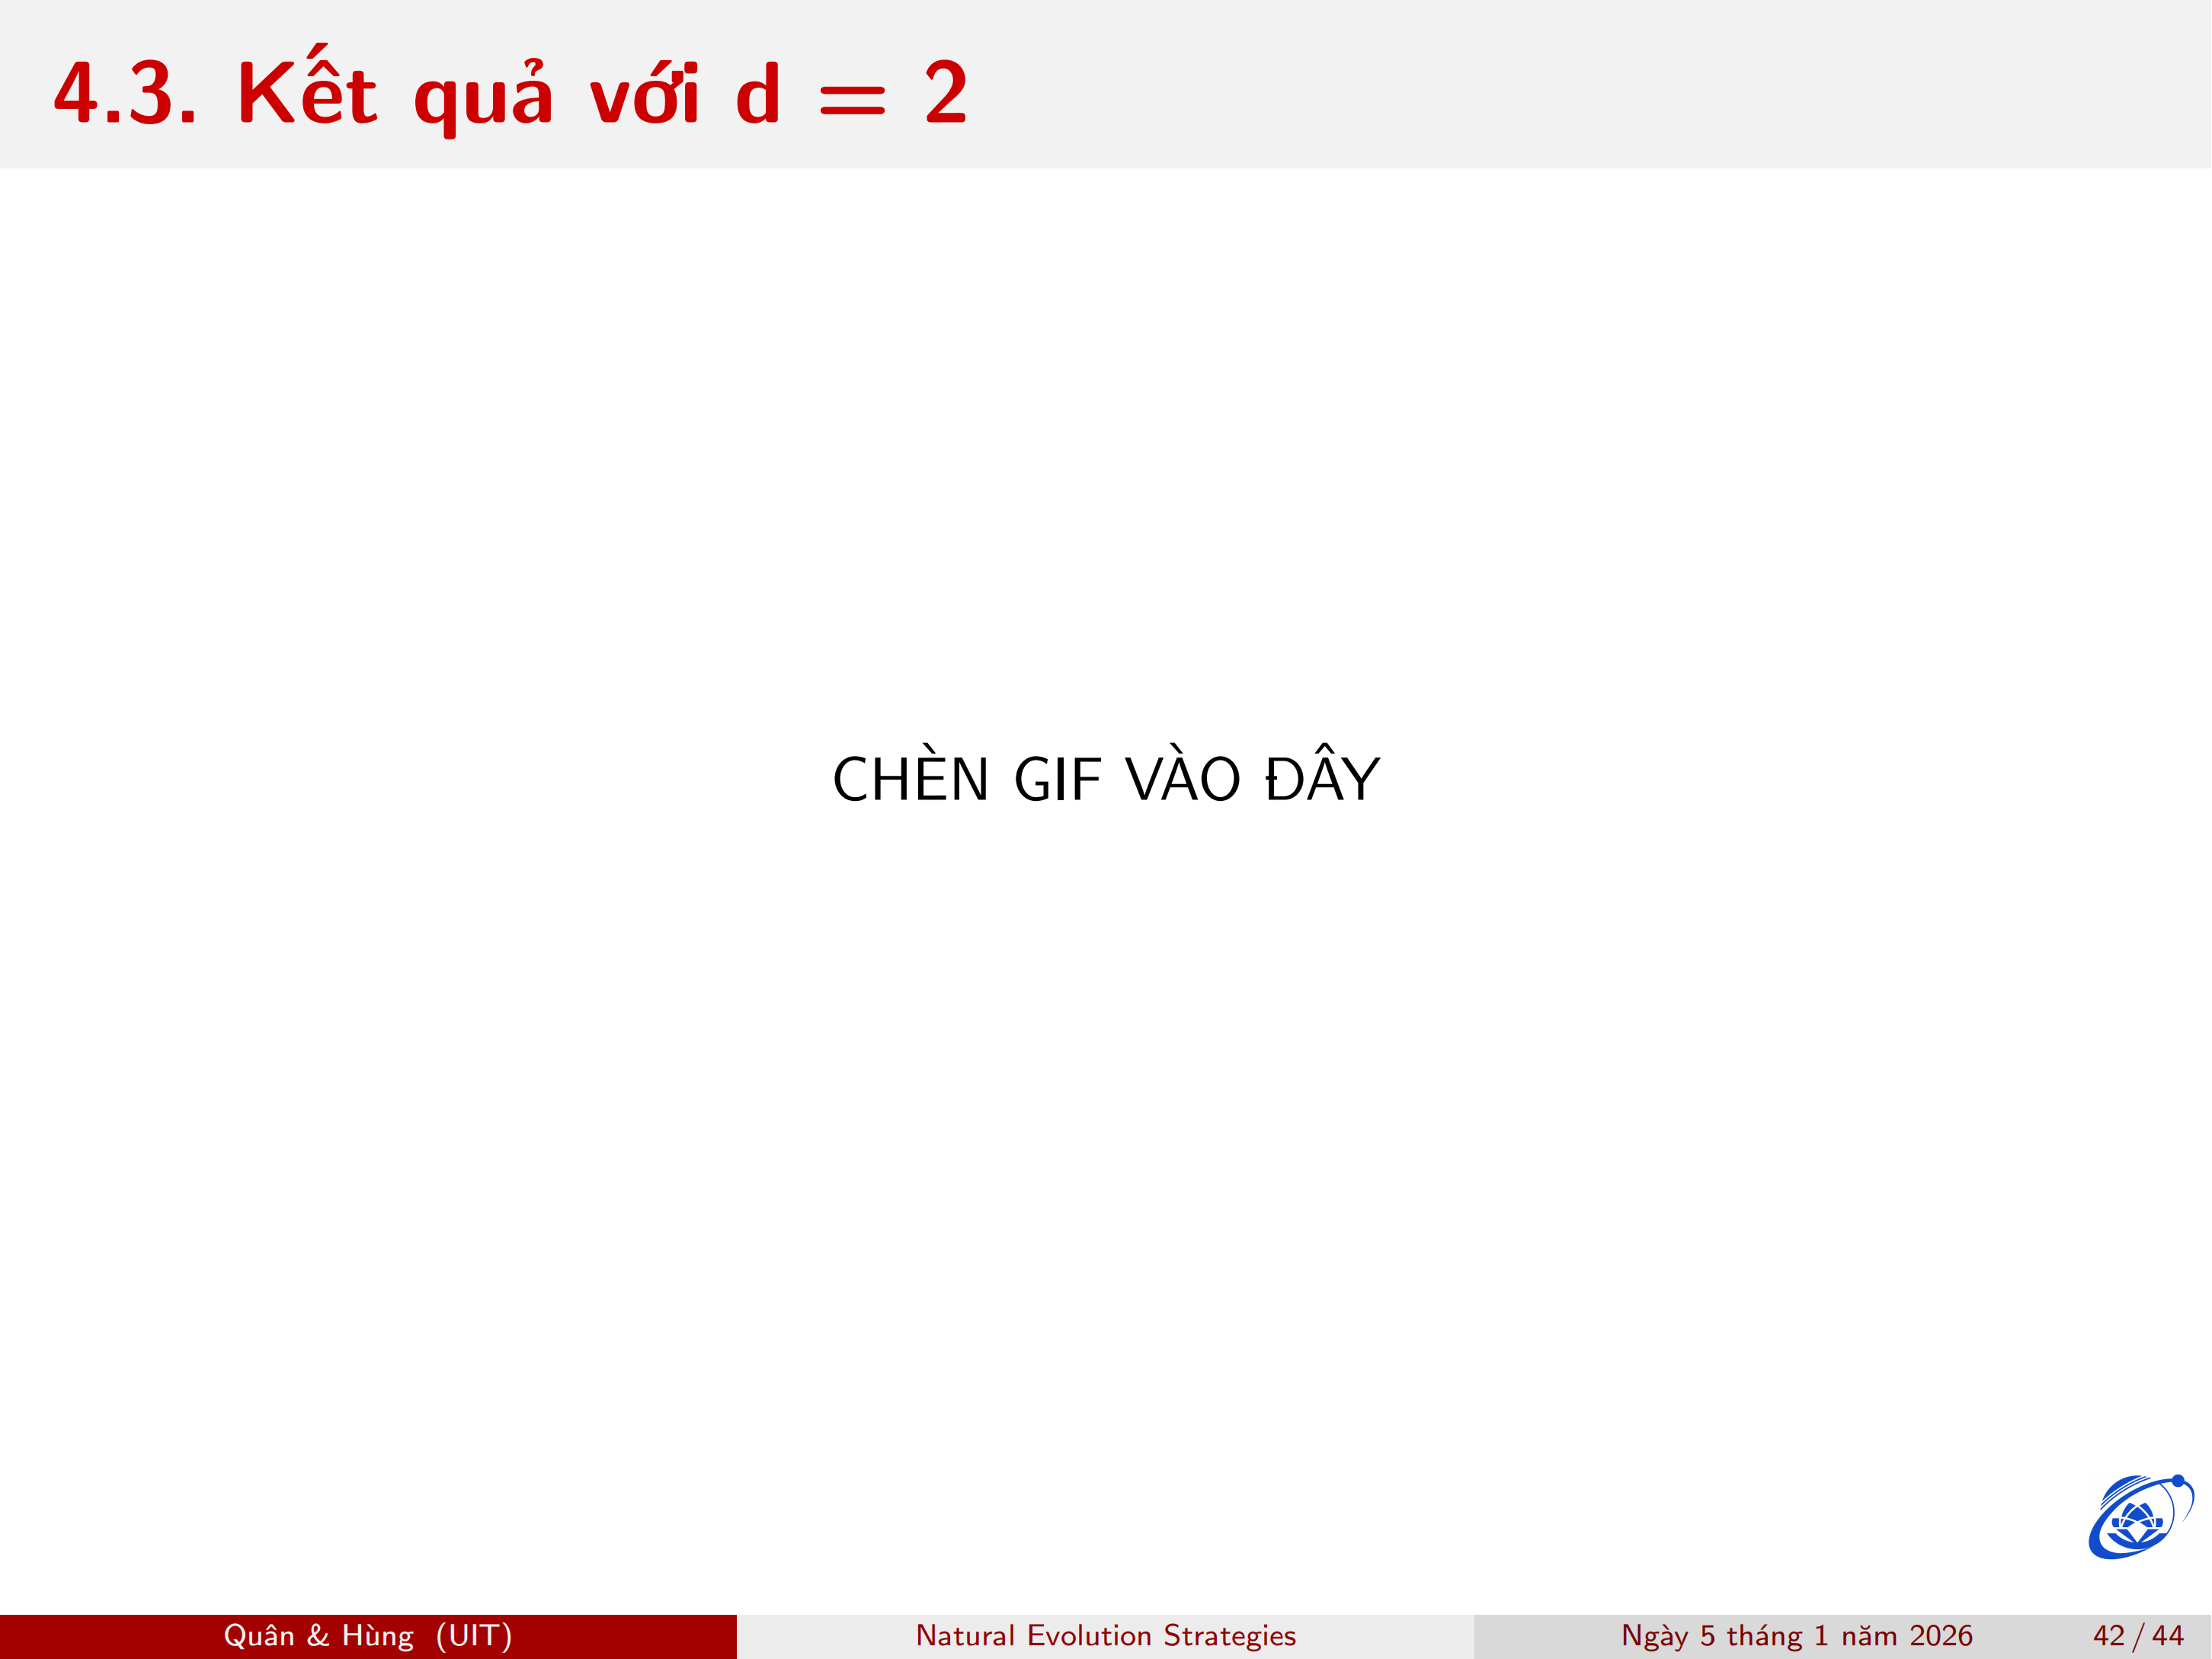 4.3. Kết quả với d = 2
CHÈN GIF VÀO ĐÂY
Quân & Hùng (UIT)
Natural Evolution Strategies
Ngày 5 tháng 1 năm 2026
42 / 44